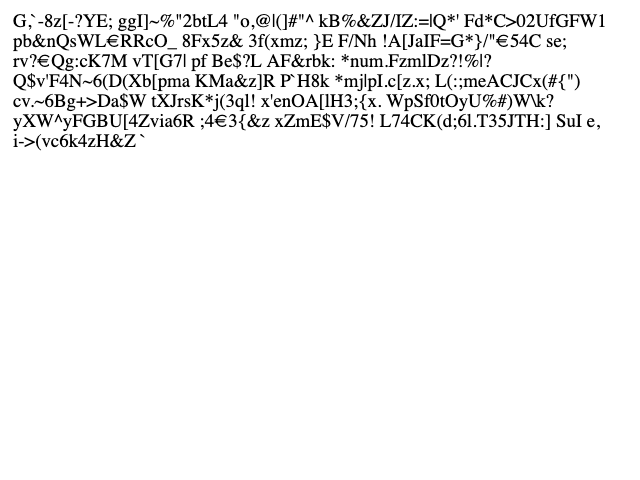 G,`-8z[-?YE; ggI]~%"2btL4 "o,@|(]#"^ kB%&ZJ/IZ:=|Q*' Fd*C>02UfGFW1
pb&nQsWL€RRcO_ 8Fx5z& 3f(xmz; }E F/Nh !A[JaIF=G*}/"€54C se;
rv?€Qg:cK7M vT[G7| pf Be$?L AF&rbk: *num.FzmlDz?!%|?
Q$v'F4N~6(D(Xb[pma KMa&z]R P`H8k *mj|pI.c[z.x; L(:;meACJCx(#{")
cv.~6Bg+>Da$W tXJrsK*j(3ql! x'enOA[lH3;{x. WpSf0tOyU%#)W\k?
yXW^yFGBU[4Zvia6R ;4€3{&z xZmE$V/75! L74CK(d;6l.T35JTH:] SuI e,
i->(vc6k4zH&Z`